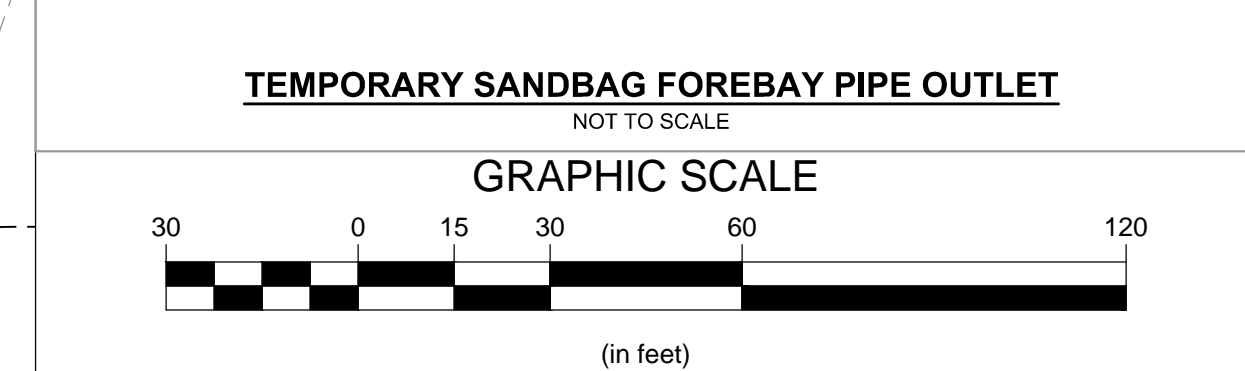 TEMPORARY SANDBAG FOREBAY PIPE OUTLET
NOT TO SCALE
GRAPHIC SCALE
30 0 15 30 60 120
(in feet)